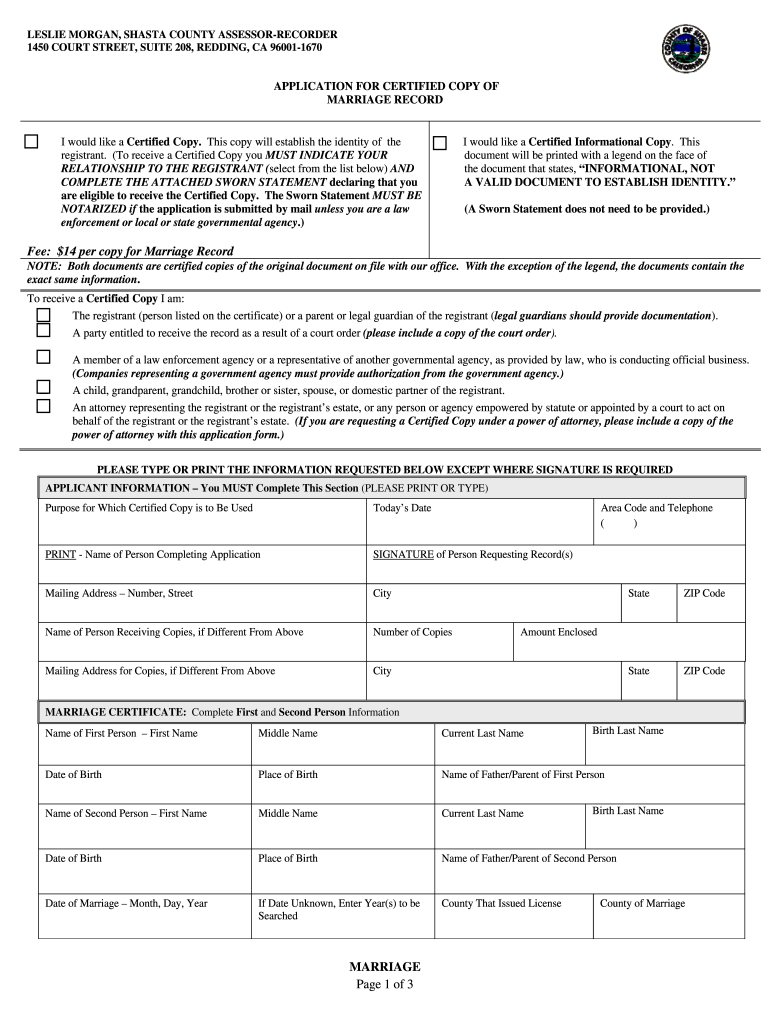 LESLIE MORGAN, SHASTA COUNTY ASSESSOR-RECORDER
1450 COURT STREET, SUITE 208, REDDING, CA 96001-1670
COUNTY OF SHASTA
CALIFORNIA
APPLICATION FOR CERTIFIED COPY OF
MARRIAGE RECORD
I would like a Certified Copy. This copy will establish the identity of the
registrant. (To receive a Certified Copy you MUST INDICATE YOUR
RELATIONSHIP TO THE REGISTRANT (select from the list below) AND
COMPLETE THE ATTACHED SWORN STATEMENT declaring that you
are eligible to receive the Certified Copy. The Sworn Statement MUST BE
NOTARIZED if the application is submitted by mail unless you are a law
enforcement or local or state governmental agency.)
Fee: $14 per copy for Marriage Record
I would like a Certified Informational Copy. This
document will be printed with a legend on the face of
the document that states, “INFORMATIONAL, NOT
A VALID DOCUMENT TO ESTABLISH IDENTITY.”
(A Sworn Statement does not need to be provided.)
NOTE: Both documents are certified copies of the original document on file with our office. With the exception of the legend, the documents contain the
exact same information.
To receive a Certified Copy I am:
The registrant (person listed on the certificate) or a parent or legal guardian of the registrant (legal guardians should provide documentation).
A party entitled to receive the record as a result of a court order (please include a copy of the court order).
A member of a law enforcement agency or a representative of another governmental agency, as provided by law, who is conducting official business.
(Companies representing a government agency must provide authorization from the government agency.)
A child, grandparent, grandchild, brother or sister, spouse, or domestic partner of the registrant.
An attorney representing the registrant or the registrant’s estate, or any person or agency empowered by statute or appointed by a court to act on
behalf of the registrant or the registrant’s estate. (If you are requesting a Certified Copy under a power of attorney, please include a copy of the
power of attorney with this application form.)
PLEASE TYPE OR PRINT THE INFORMATION REQUESTED BELOW EXCEPT WHERE SIGNATURE IS REQUIRED
APPLICANT INFORMATION – You MUST Complete This Section (PLEASE PRINT OR TYPE)
Purpose for Which Certified Copy is to Be Used
Today’s Date
Area Code and Telephone
( )
PRINT - Name of Person Completing Application
SIGNATURE of Person Requesting Record(s)
Mailing Address – Number, Street
City
State
ZIP Code
Name of Person Receiving Copies, if Different From Above
Number of Copies
Amount Enclosed
Mailing Address for Copies, if Different From Above
City
State
ZIP Code
MARRIAGE CERTIFICATE: Complete First and Second Person Information
Name of First Person – First Name
Middle Name
Current Last Name
Birth Last Name
Date of Birth
Place of Birth
Name of Father/Parent of First Person
Name of Second Person – First Name
Middle Name
Current Last Name
Birth Last Name
Date of Birth
Place of Birth
Name of Father/Parent of Second Person
Date of Marriage – Month, Day, Year
If Date Unknown, Enter Year(s) to be
Searched
County That Issued License
County of Marriage
MARRIAGE
Page 1 of 3